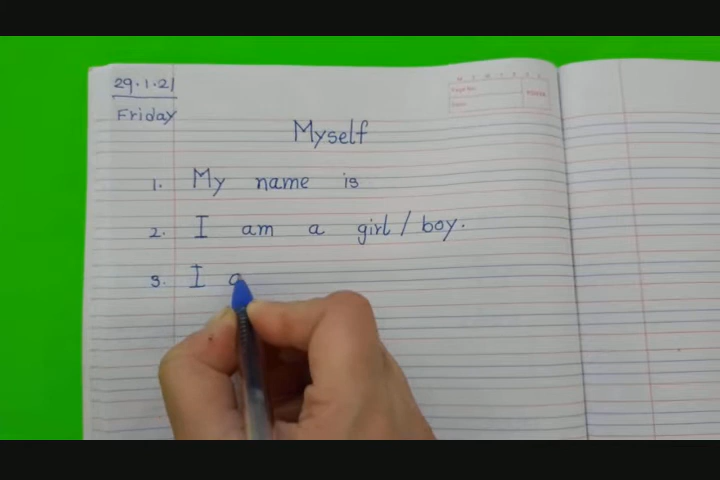 29.1.21
Friday
Myself
1. My name is
2. I am a girl / boy.
3. I a